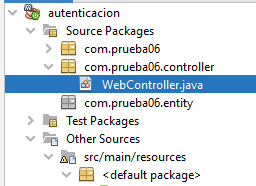 autenticacion
Source Packages
com.prueba06
com.prueba06.controller
WebController.java
com.prueba06.entity
Test Packages
Other Sources
src/main/resources
<default package>